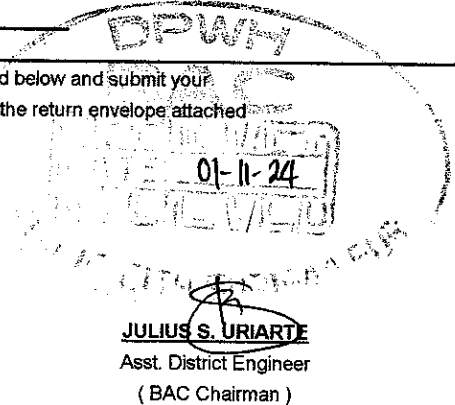 DPWH
BAC
d below and submit your
the return envelope attached
01-11-24
JULIUS S. URIARTE
Asst. District Engineer
( BAC Chairman )